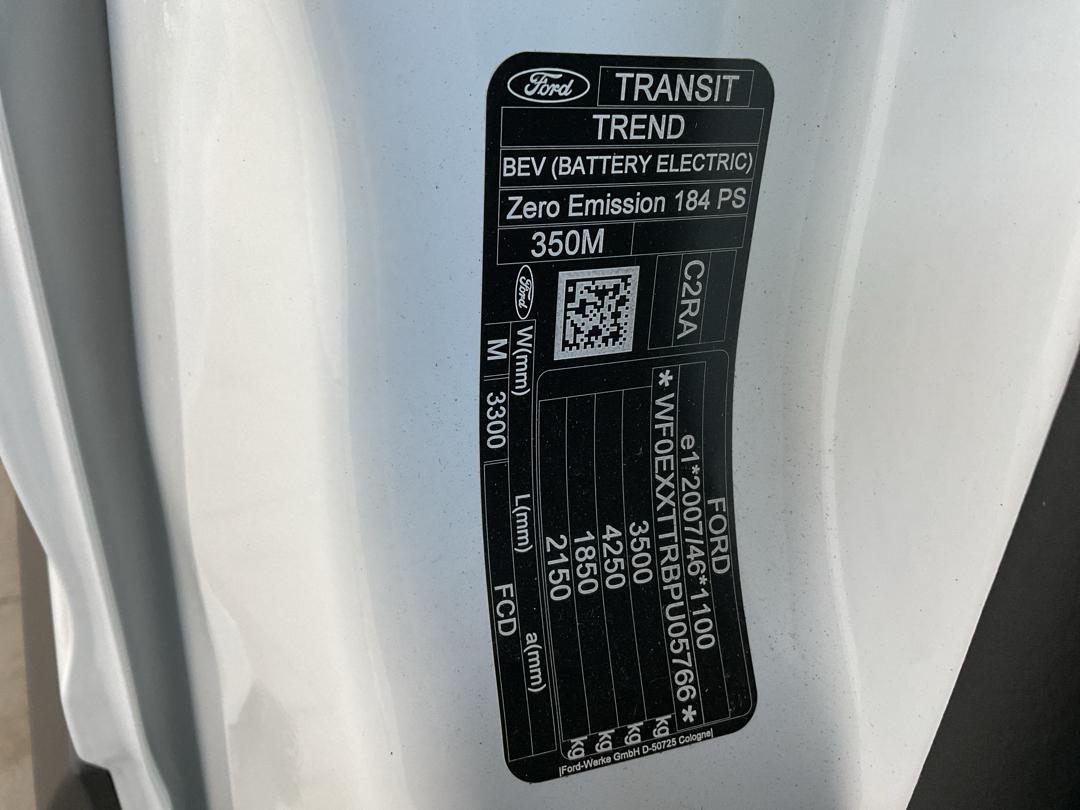 Ford TRANSIT
TREND
BEV (BATTERY ELECTRIC)
Zero Emission 184 PS
350M
Ford
C2RA
FORD
e1*2007/46*1100
* WF0EXXTTRBPU05766 *
3500 kg
4250 kg
1850 kg
2150 kg
W(mm) L(mm) a(mm)
M 3300 FCD
|Ford-Werke GmbH D-50725 Cologne|